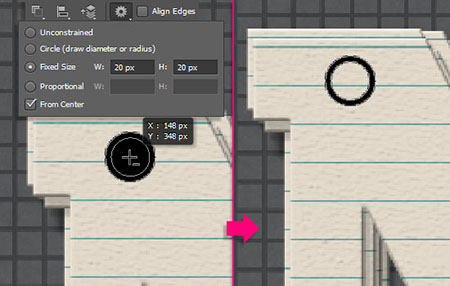 Align Edges
Unconstrained
Circle (draw diameter or radius)
Fixed Size W: 20 px H: 20 px
Proportional W: H:
From Center
X : 148 px
Y : 348 px